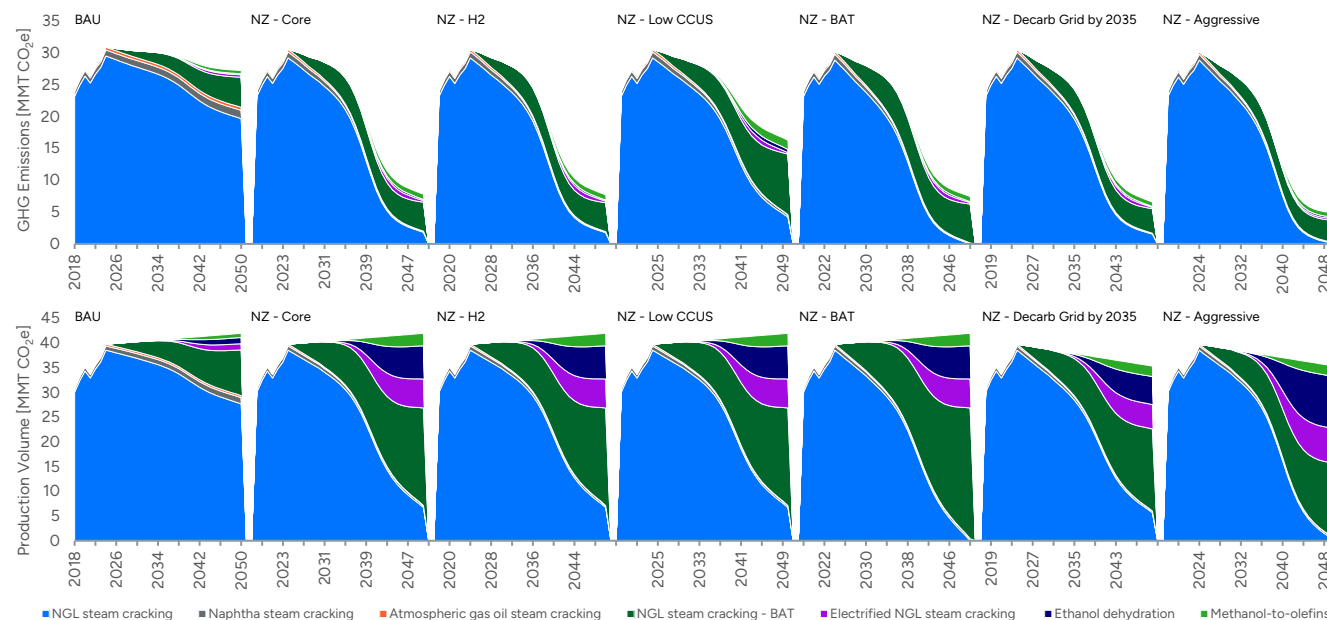 GHG Emissions [MMT CO₂e]
35
30
25
20
15
10
5
0
BAU
NZ - Core
NZ - H2
NZ - Low CCUS
NZ - BAT
NZ - Decarb Grid by 2035
NZ - Aggressive
2018 2026 2034 2042 2050 2023 2031 2039 2047 2020 2028 2036 2044 2025 2033 2041 2049 2022 2030 2038 2046 2019 2027 2035 2043 2024 2032 2040 2048
Production Volume [MMT CO₂e]
45
40
35
30
25
20
15
10
5
0
BAU
NZ - Core
NZ - H2
NZ - Low CCUS
NZ - BAT
NZ - Decarb Grid by 2035
NZ - Aggressive
2018 2026 2034 2042 2050 2023 2031 2039 2047 2020 2028 2036 2044 2025 2033 2041 2049 2022 2030 2038 2046 2019 2027 2035 2043 2024 2032 2040 2048
NGL steam cracking Naphtha steam cracking Atmospheric gas oil steam cracking NGL steam cracking - BAT Electrified NGL steam cracking Ethanol dehydration Methanol-to-olefins